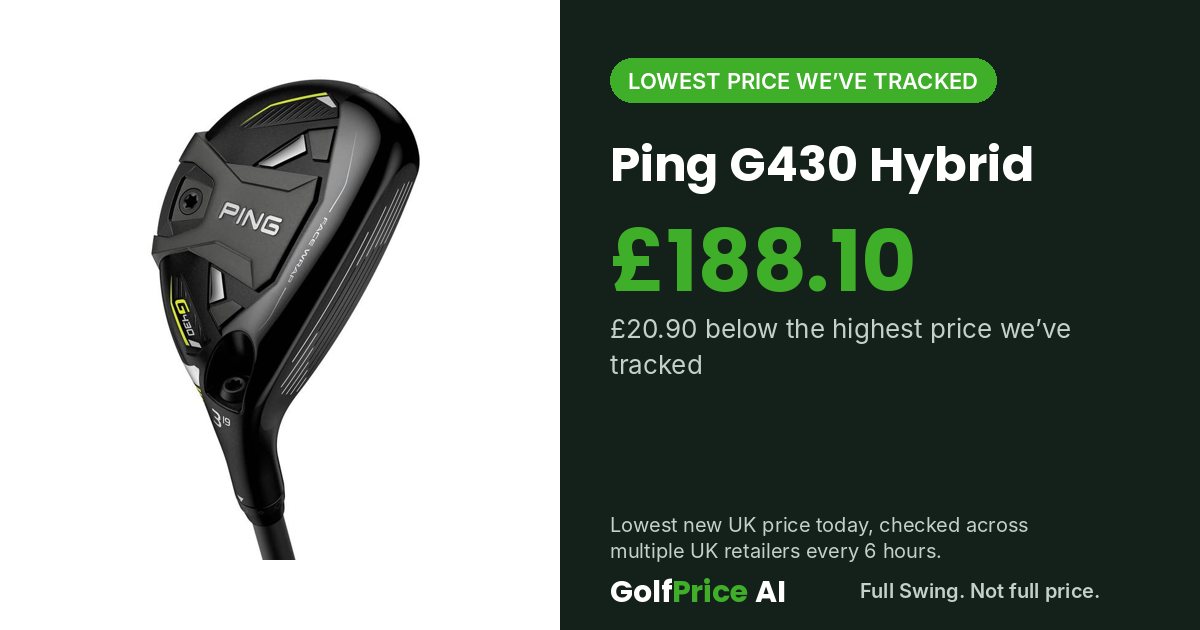 PING
FACE WRAP
G430
3 19
LOWEST PRICE WE’VE TRACKED
Ping G430 Hybrid
£188.10
£20.90 below the highest price we’ve
tracked
Lowest new UK price today, checked across
multiple UK retailers every 6 hours.
GolfPrice AI
Full Swing. Not full price.